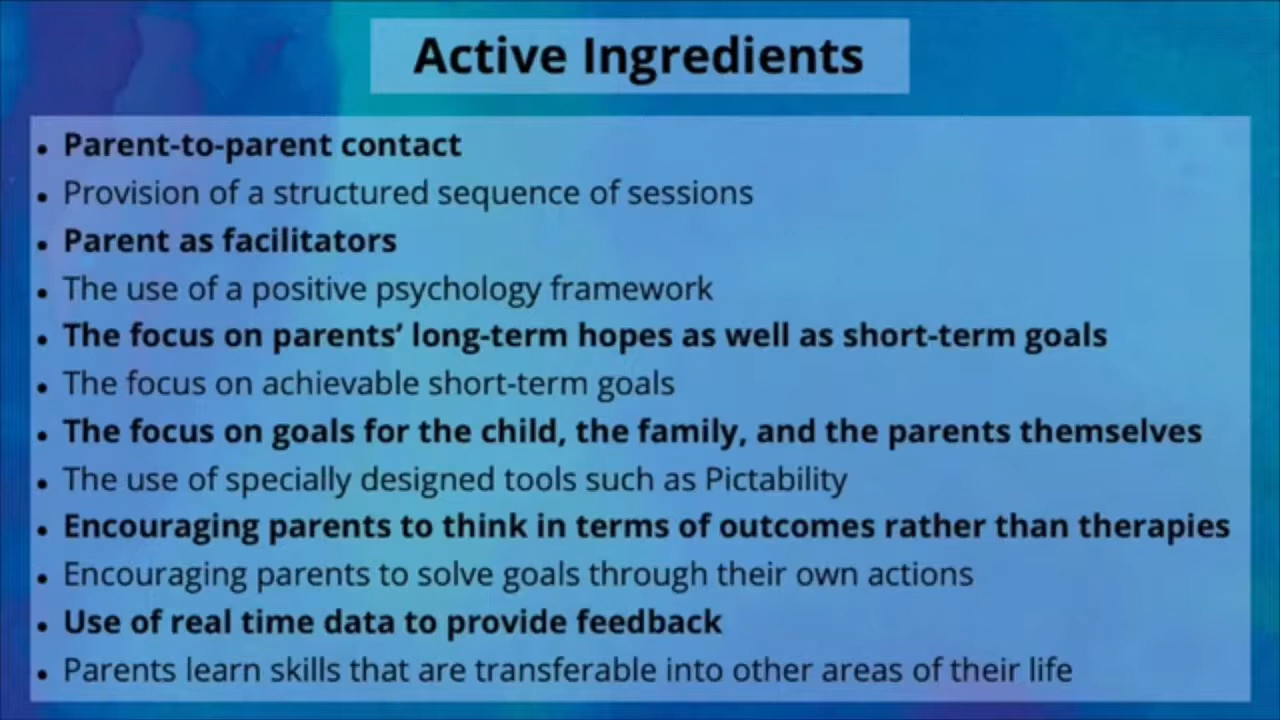 Active Ingredients
• Parent-to-parent contact
• Provision of a structured sequence of sessions
• Parent as facilitators
• The use of a positive psychology framework
• The focus on parents’ long-term hopes as well as short-term goals
• The focus on achievable short-term goals
• The focus on goals for the child, the family, and the parents themselves
• The use of specially designed tools such as Pictability
• Encouraging parents to think in terms of outcomes rather than therapies
• Encouraging parents to solve goals through their own actions
• Use of real time data to provide feedback
• Parents learn skills that are transferable into other areas of their life